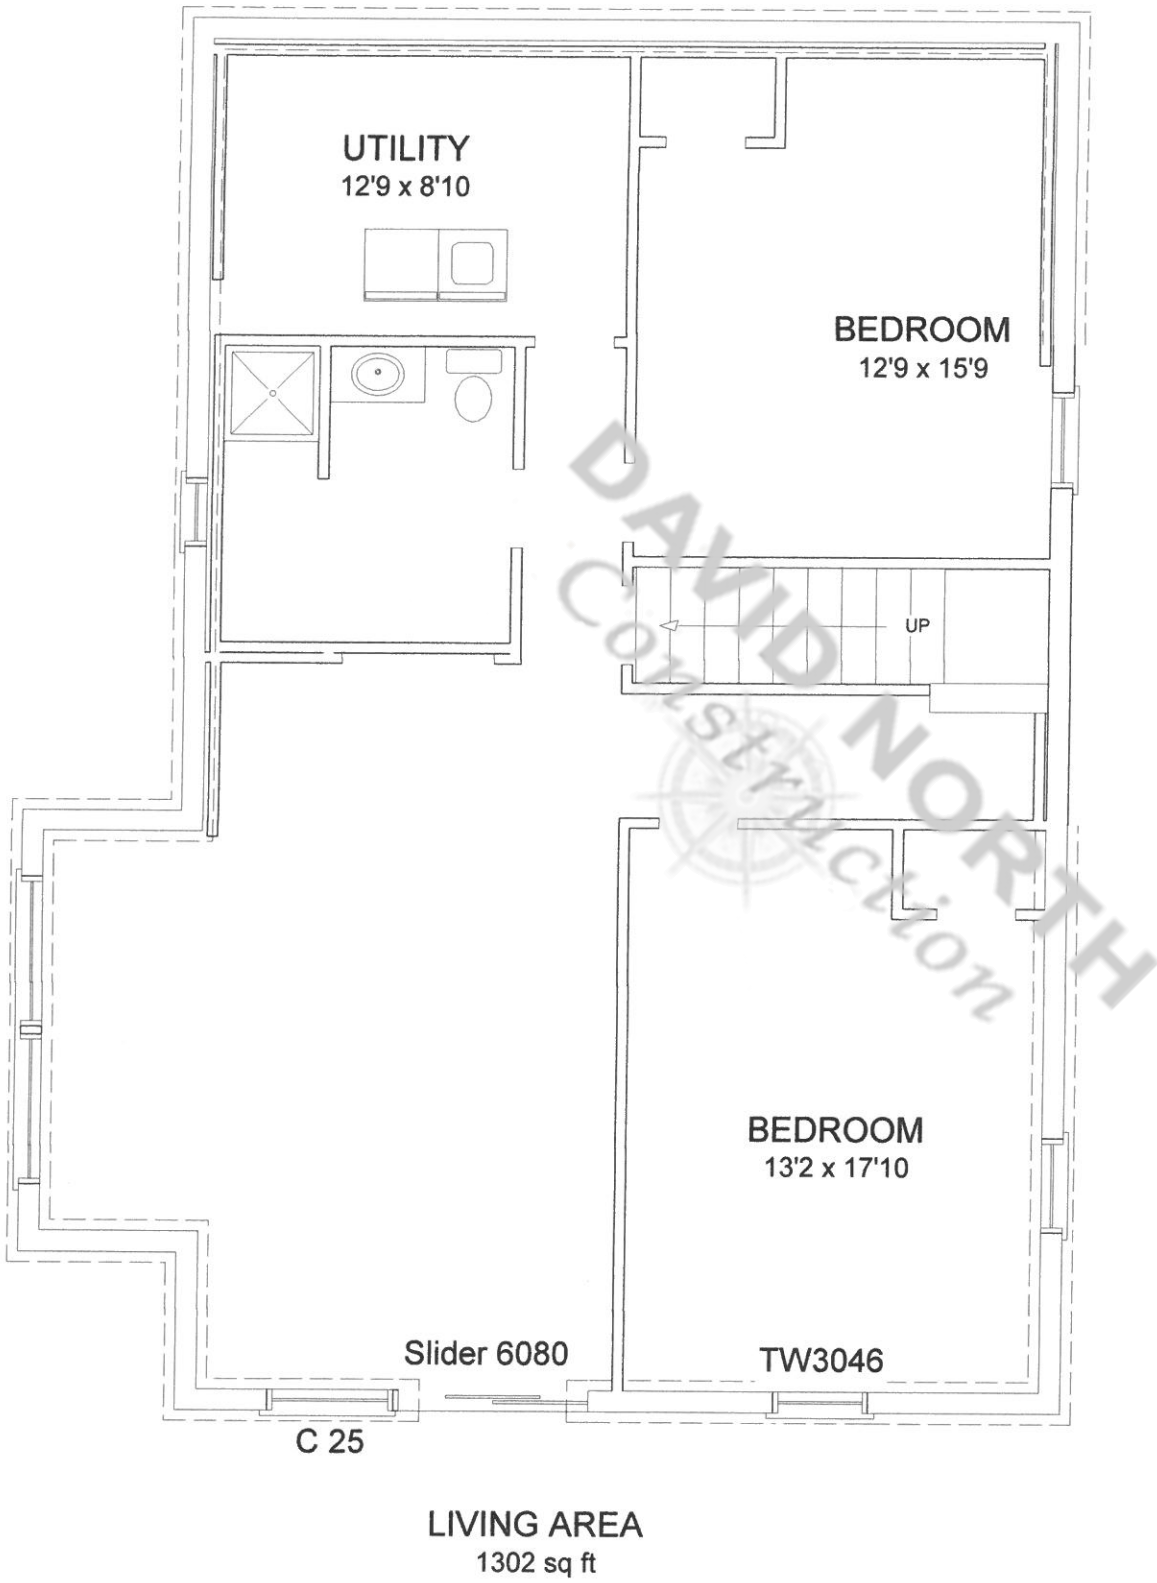 UTILITY
12'9 x 8'10
BEDROOM
12'9 x 15'9
DAVID NORTH
Construction
UP
BEDROOM
13'2 x 17'10
Slider 6080
TW3046
C 25
LIVING AREA
1302 sq ft